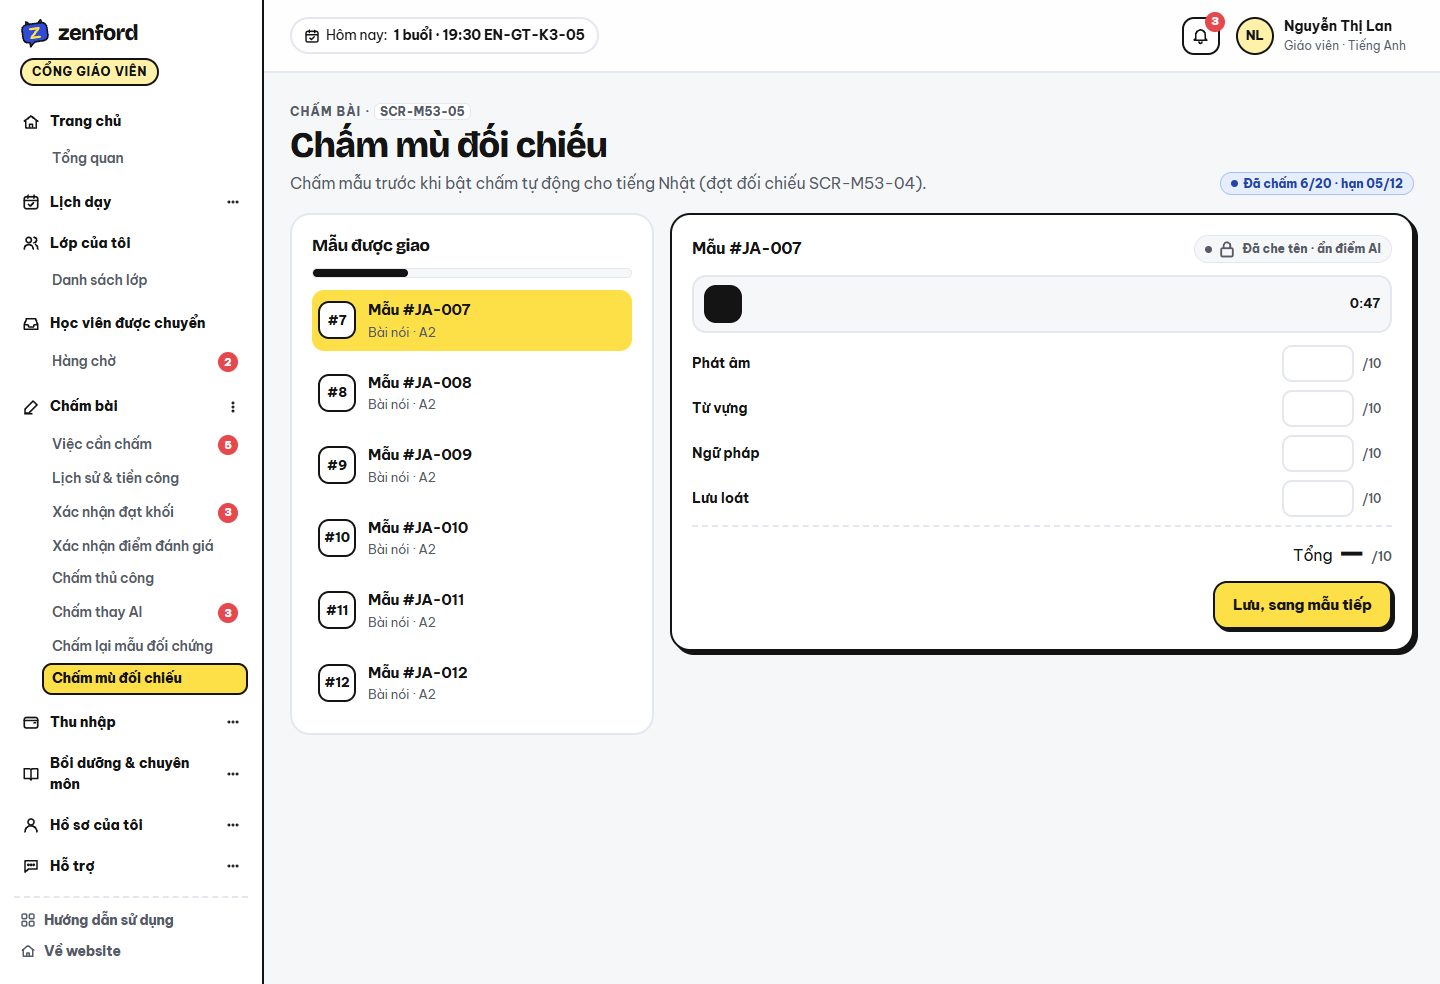 zenford
CỔNG GIÁO VIÊN
Trang chủ
Tổng quan
Lịch dạy
Lớp của tôi
Danh sách lớp
Học viên được chuyển
Hàng chờ 2
Chấm bài
Việc cần chấm 5
Lịch sử & tiền công
Xác nhận đạt khối 3
Xác nhận điểm đánh giá
Chấm thủ công
Chấm thay AI 3
Chấm lại mẫu đối chứng
Chấm mù đối chiếu
Thu nhập
Bồi dưỡng & chuyên
môn
Hồ sơ của tôi
Hỗ trợ
Hướng dẫn sử dụng
Về website
Hôm nay: 1 buổi · 19:30 EN-GT-K3-05
3
NL
Nguyễn Thị Lan
Giáo viên · Tiếng Anh
CHẤM BÀI · SCR-M53-05
Chấm mù đối chiếu
Chấm mẫu trước khi bật chấm tự động cho tiếng Nhật (đợt đối chiếu SCR-M53-04).
Đã chấm 6/20 · hạn 05/12
Mẫu được giao
#7 Mẫu #JA-007
Bài nói · A2
#8 Mẫu #JA-008
Bài nói · A2
#9 Mẫu #JA-009
Bài nói · A2
#10 Mẫu #JA-010
Bài nói · A2
#11 Mẫu #JA-011
Bài nói · A2
#12 Mẫu #JA-012
Bài nói · A2
Mẫu #JA-007
Đã che tên · ẩn điểm AI
0:47
Phát âm /10
Từ vựng /10
Ngữ pháp /10
Lưu loát /10
Tổng — /10
Lưu, sang mẫu tiếp